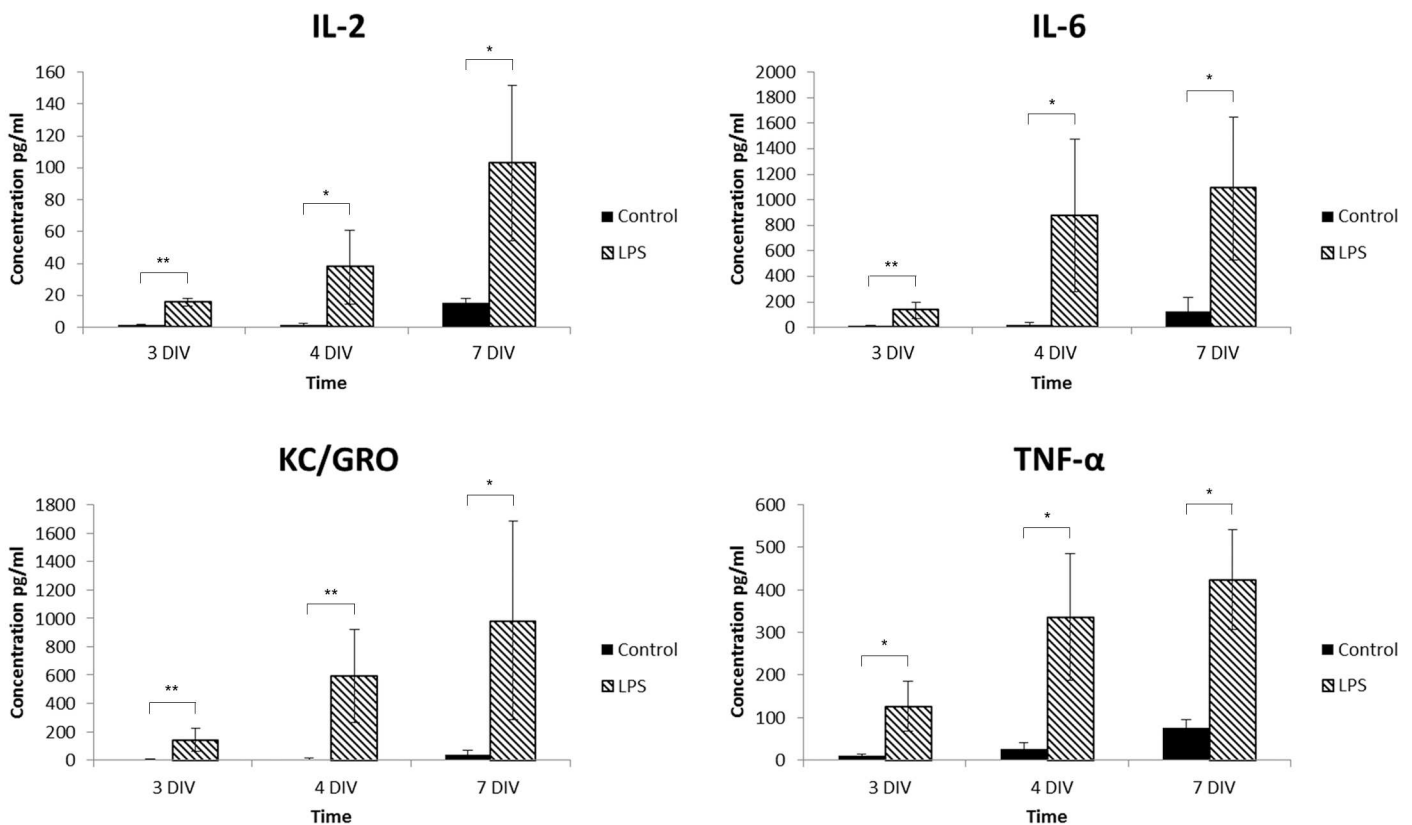 IL-2
Concentration pg/ml
160
140
120
100
80
60
40
20
0
**
*
*
3 DIV
4 DIV
7 DIV
Time
Control
LPS
IL-6
Concentration pg/ml
2000
1800
1600
1400
1200
1000
800
600
400
200
0
**
*
*
3 DIV
4 DIV
7 DIV
Time
Control
LPS
KC/GRO
Concentration pg/ml
1800
1600
1400
1200
1000
800
600
400
200
0
**
**
*
3 DIV
4 DIV
7 DIV
Time
Control
LPS
TNF-α
Concentration pg/ml
600
500
400
300
200
100
0
*
*
*
3 DIV
4 DIV
7 DIV
Time
Control
LPS